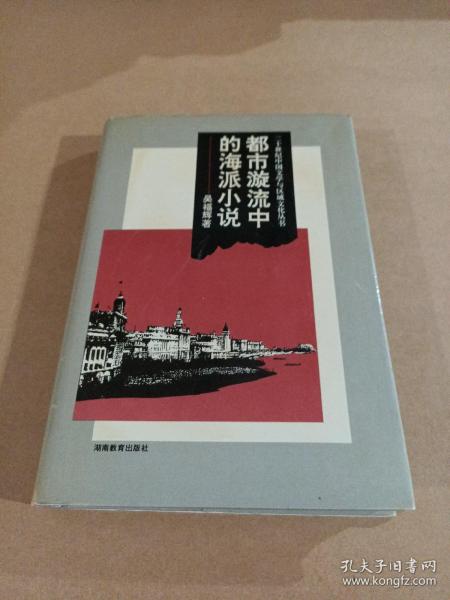 二十世纪中国文学与区域文化丛书
都市漩流中
的海派小说
吴福辉著
湖南教育出版社
孔夫子旧书网
www.kongfz.com